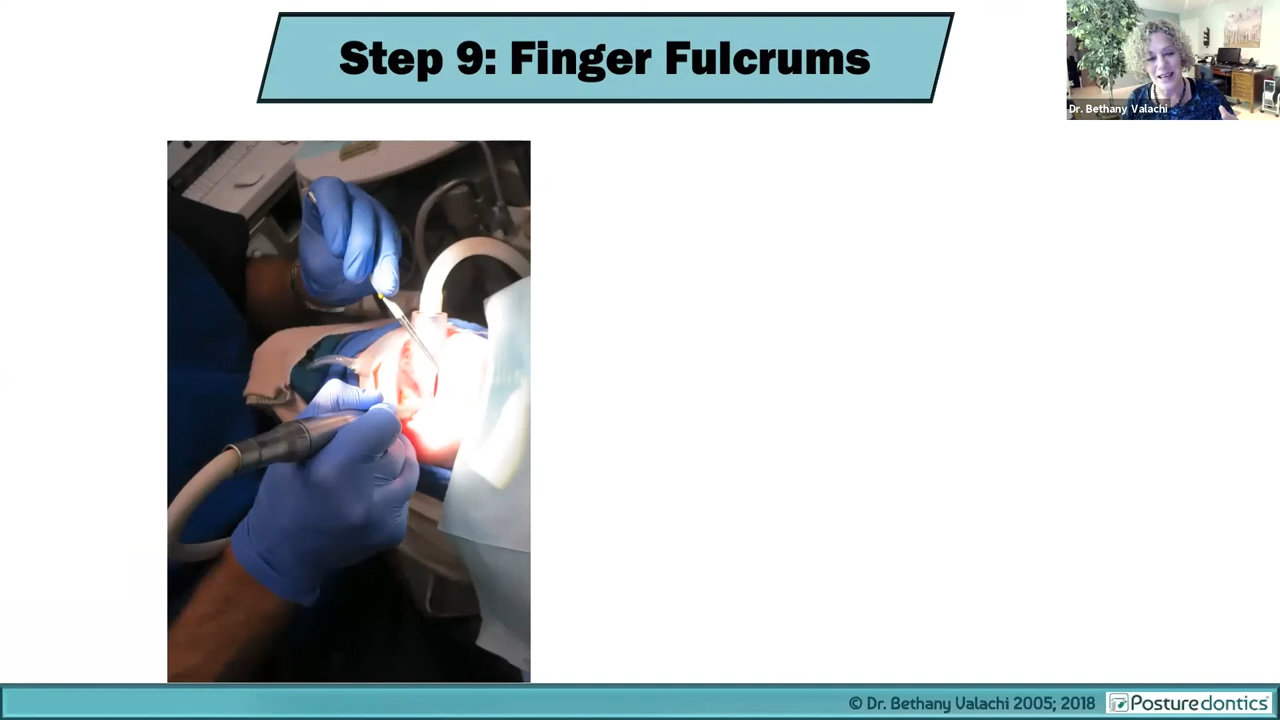 Step 9: Finger Fulcrums
Dr. Bethany Valachi
© Dr. Bethany Valachi 2005; 2018
Posturedontics®